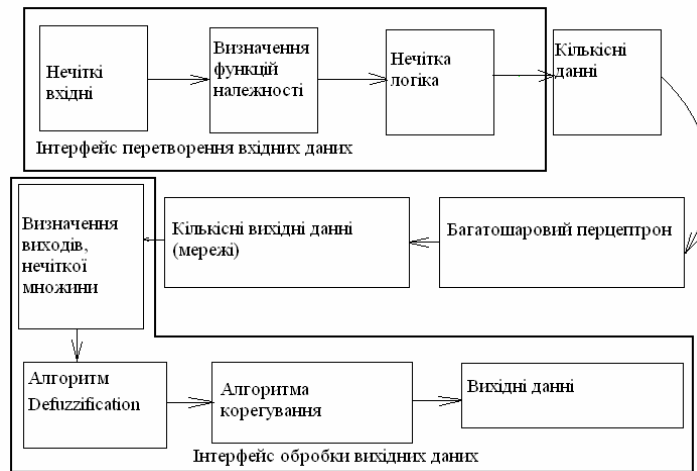 Нечіткі
вхідні
Визначення
функцій
належності
Нечітка
логіка
Кількісні
данні
Інтерфейс перетворення вхідних даних
Визначення
виходів,
нечіткої
множини
Кількісні вихідні данні
(мережі)
Багатошаровий перцептрон
Алгоритм
Defuzzification
Алгоритма
корегування
Вихідні данні
Інтерфейс обробки вихідних даних